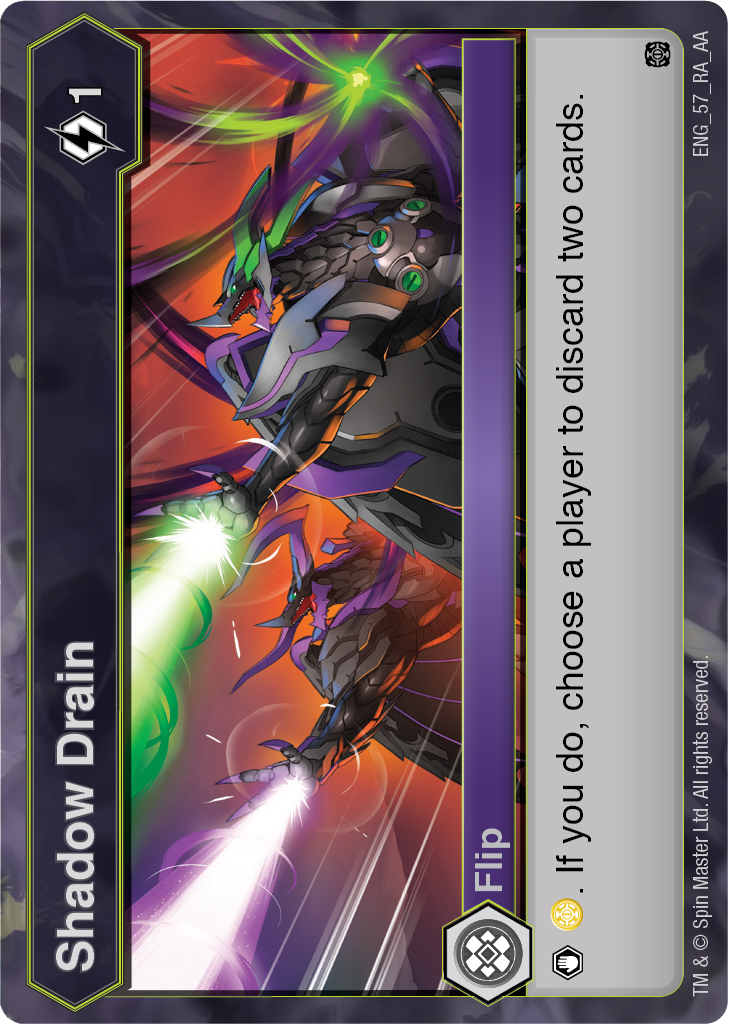 Shadow Drain
1
Flip
. If you do, choose a player to discard two cards.
TM & © Spin Master Ltd. All rights reserved.
ENG_57_RA_AA